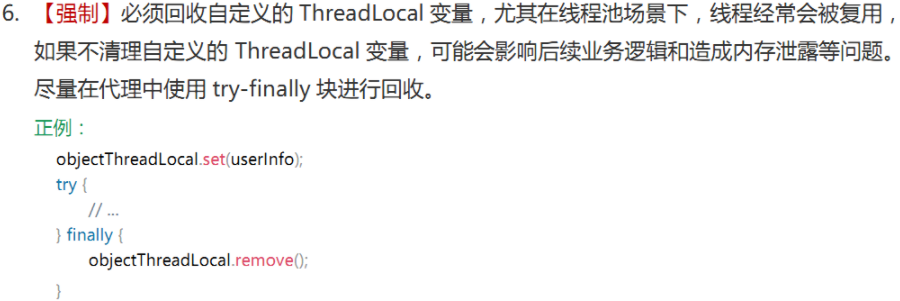 6. 【强制】必须回收自定义的 ThreadLocal 变量，尤其在线程池场景下，线程经常会被复用，
如果不清理自定义的 ThreadLocal 变量，可能会影响后续业务逻辑和造成内存泄露等问题。
尽量在代理中使用 try-finally 块进行回收。
正例：
objectThreadLocal.set(userInfo);
try {
// ...
} finally {
objectThreadLocal.remove();
}